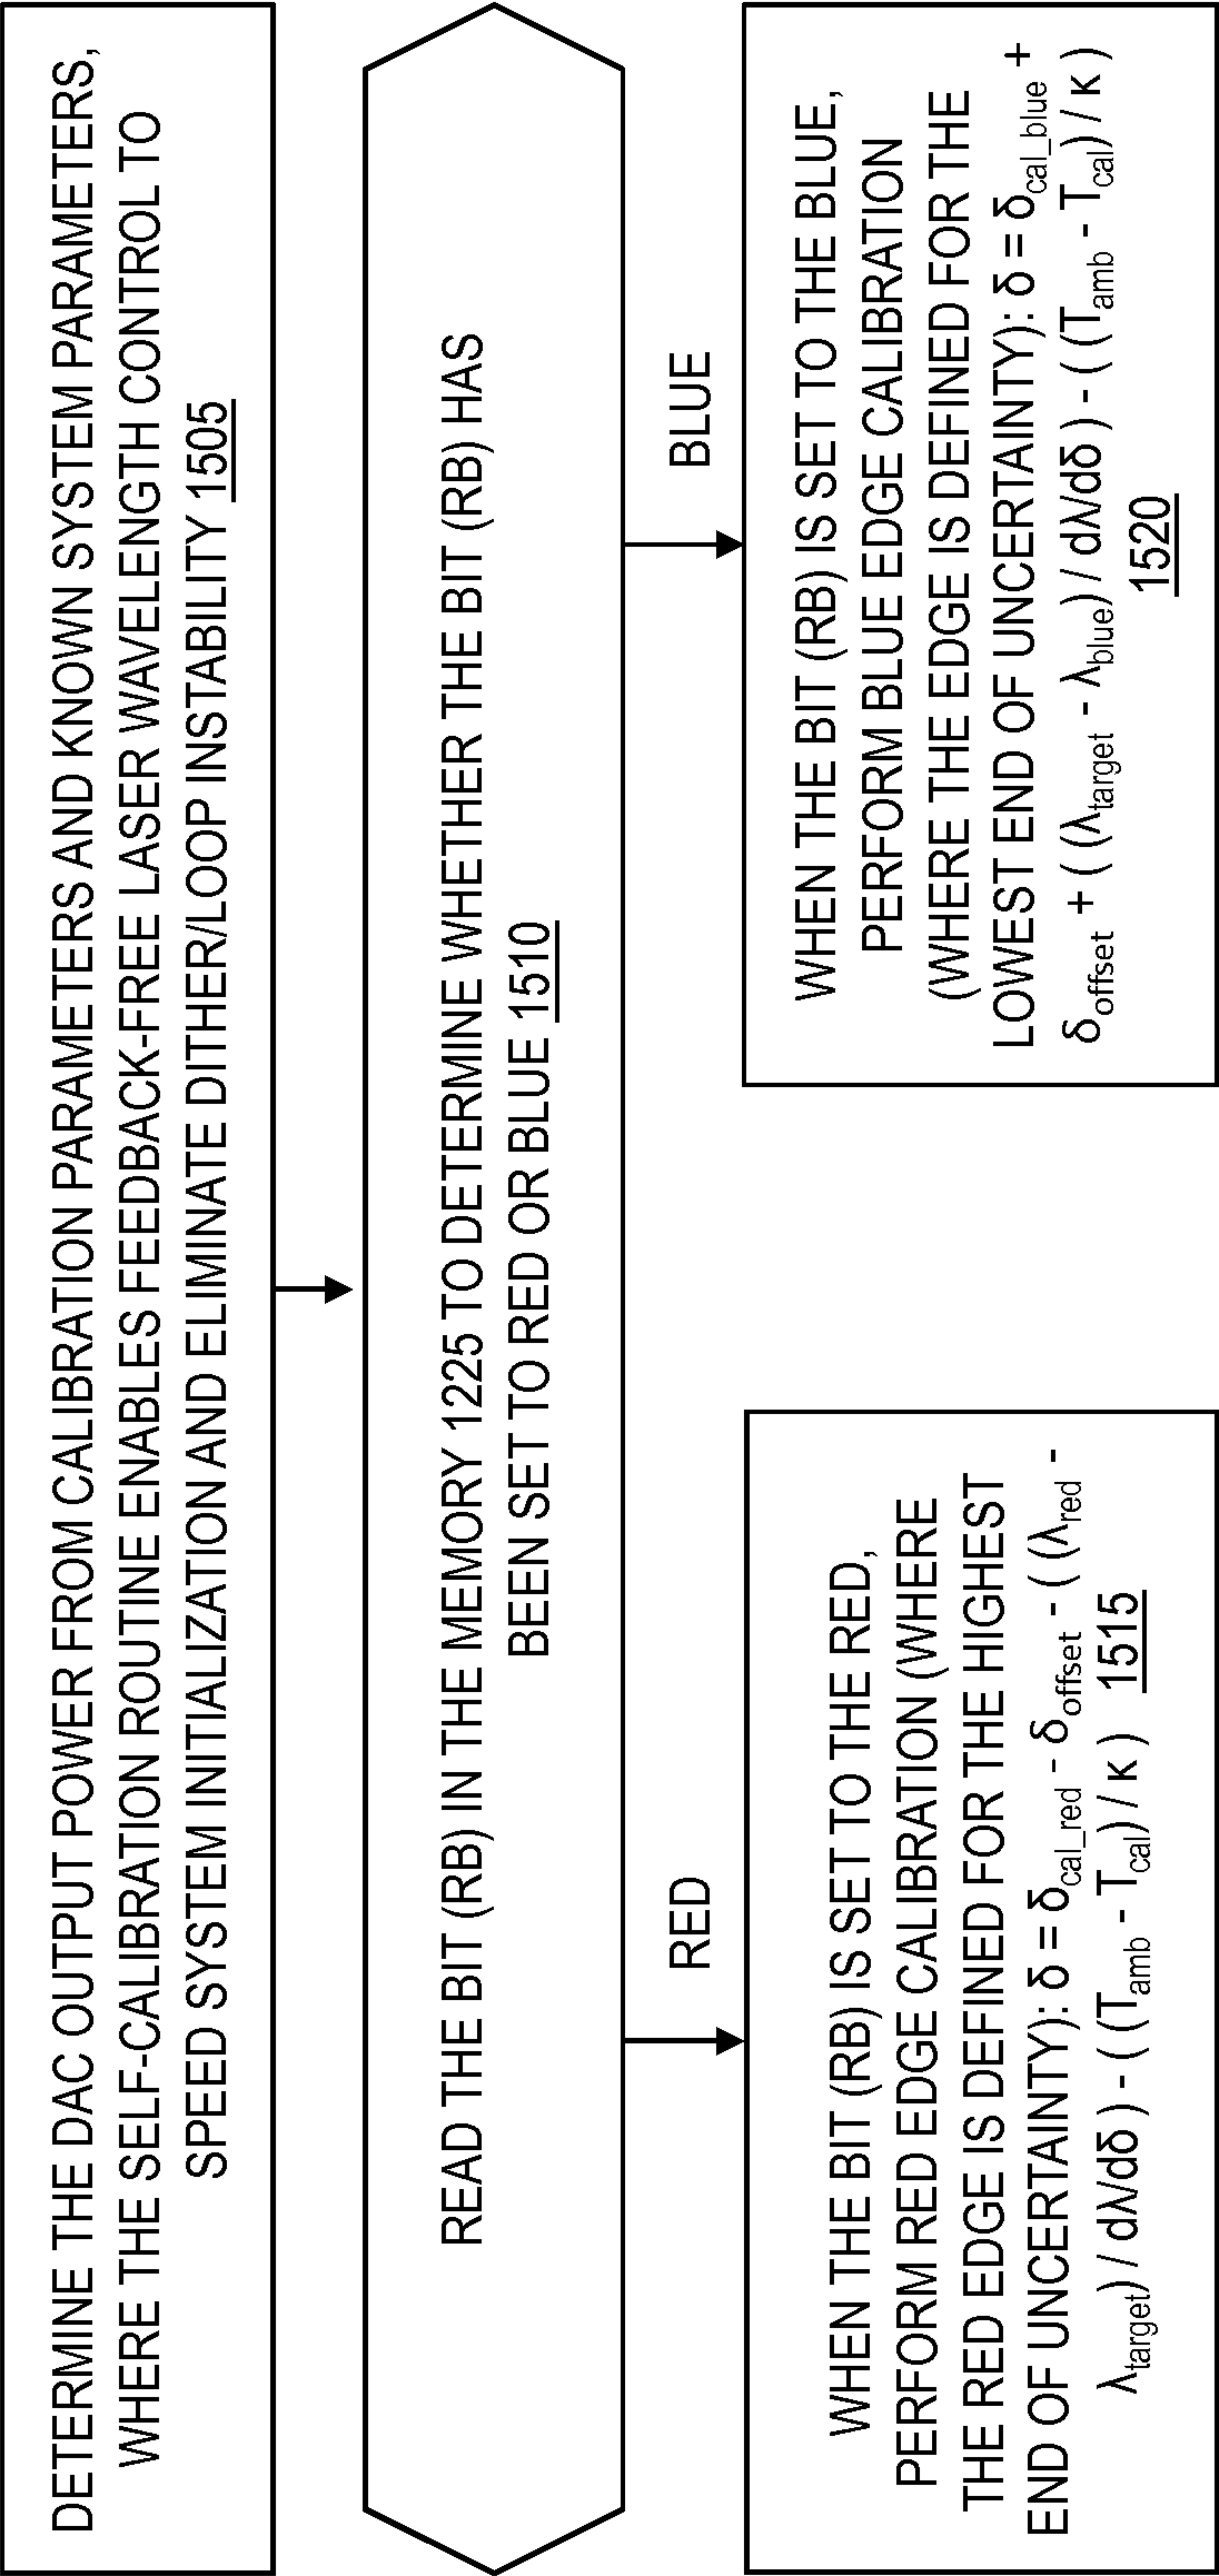 DETERMINE THE DAC OUTPUT POWER FROM CALIBRATION PARAMETERS AND KNOWN SYSTEM PARAMETERS,
WHERE THE SELF-CALIBRATION ROUTINE ENABLES FEEDBACK-FREE LASER WAVELENGTH CONTROL TO
SPEED SYSTEM INITIALIZATION AND ELIMINATE DITHER/LOOP INSTABILITY 1505
READ THE BIT (RB) IN THE MEMORY 1225 TO DETERMINE WHETHER THE BIT (RB) HAS
BEEN SET TO RED OR BLUE 1510
RED
WHEN THE BIT (RB) IS SET TO THE RED,
PERFORM RED EDGE CALIBRATION (WHERE
THE RED EDGE IS DEFINED FOR THE HIGHEST
END OF UNCERTAINTY): δ = δcal_red - δoffset - ( (λred -
λtarget) / dλ/dδ ) - ( (Tamb - Tcal) / κ ) 1515
BLUE
WHEN THE BIT (RB) IS SET TO THE BLUE,
PERFORM BLUE EDGE CALIBRATION
(WHERE THE EDGE IS DEFINED FOR THE
LOWEST END OF UNCERTAINTY): δ = δcal_blue +
δoffset + ( (λtarget - λblue) / dλ/dδ ) - ( (Tamb - Tcal) / κ )
1520